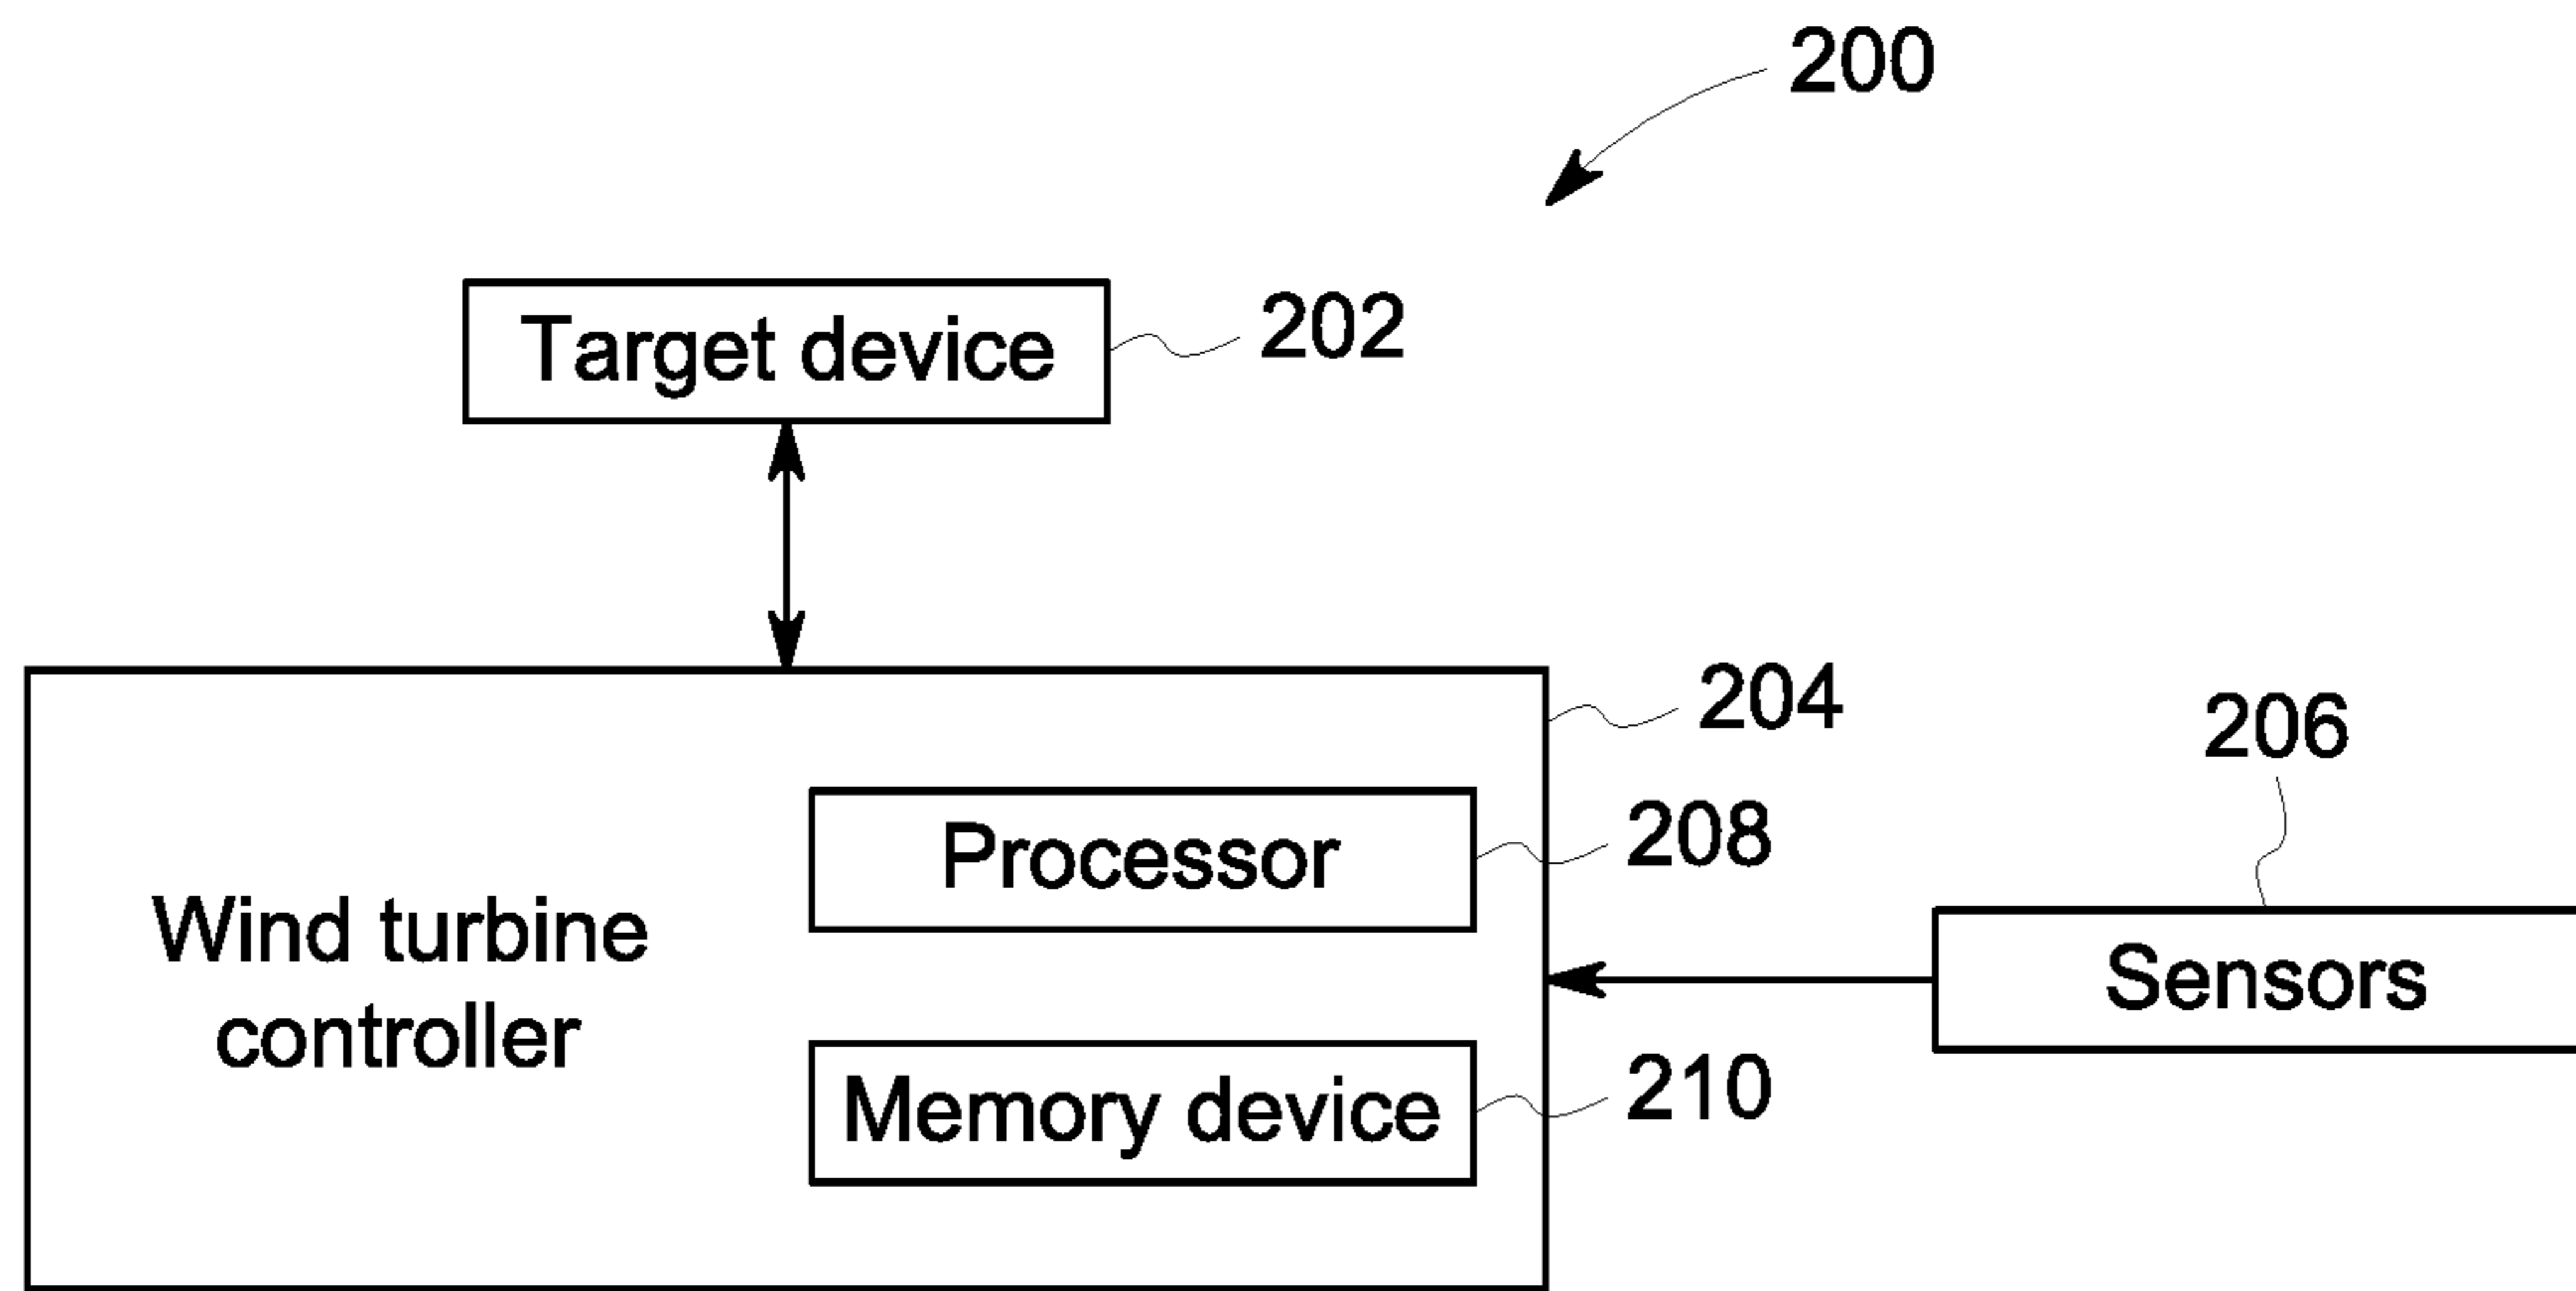 200
Target device
202
204
206
Processor
208
Wind turbine
controller
Sensors
Memory device
210